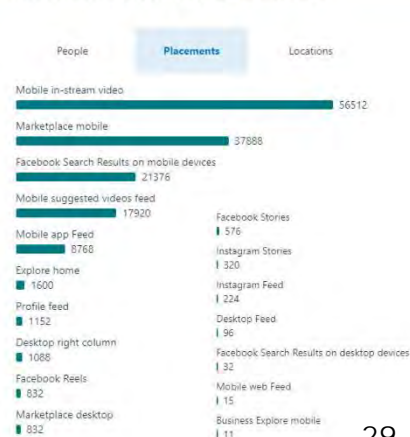 People Placements Locations
Mobile in-stream video
56512
Marketplace mobile
37888
Facebook Search Results on mobile devices
21376
Mobile suggested videos feed
17920
Mobile app Feed
8768
Explore home
1600
Profile feed
1152
Desktop right column
1088
Facebook Reels
832
Marketplace desktop
832
Facebook Stories
576
Instagram Stories
320
Instagram Feed
224
Desktop Feed
96
Facebook Search Results on desktop devices
32
Mobile web Feed
15
Business Explore mobile
11
29